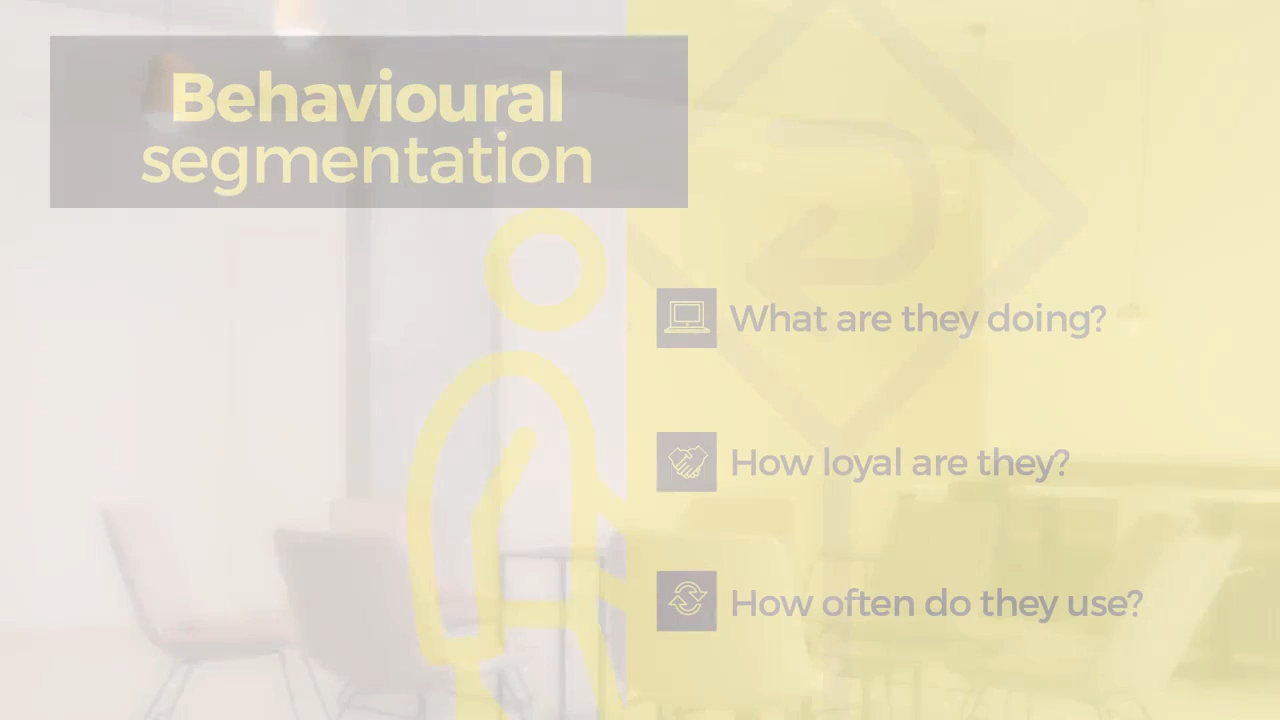 Behavioural
segmentation
What are they doing?
How loyal are they?
How often do they use?